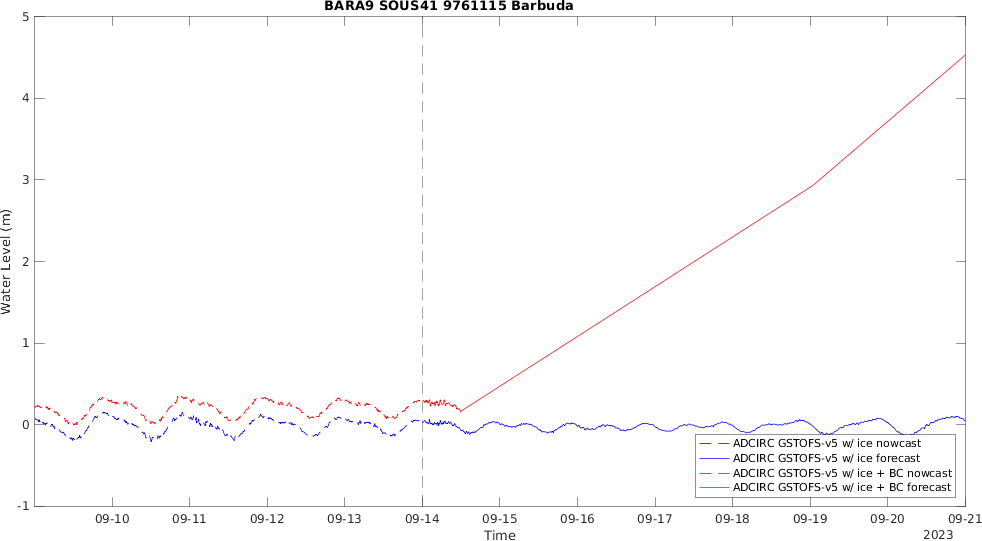 BARA9 SOUS41 9761115 Barbuda
5
4
3
2
1
0
-1
Water Level (m)
09-10 09-11 09-12 09-13 09-14 09-15 09-16 09-17 09-18 09-19 09-20 09-21
Time
2023
ADCIRC GSTOFS-v5 w/ ice nowcast
ADCIRC GSTOFS-v5 w/ ice forecast
ADCIRC GSTOFS-v5 w/ ice + BC nowcast
ADCIRC GSTOFS-v5 w/ ice + BC forecast